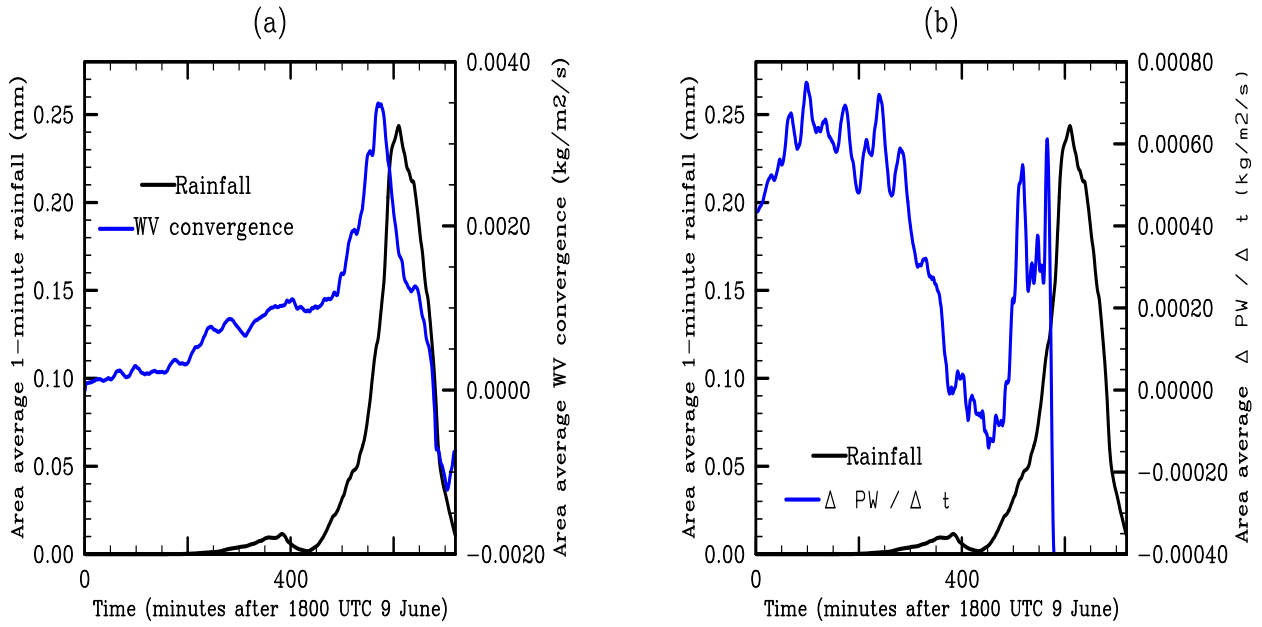 (a)
Area average 1-minute rainfall (mm)
0.25
0.20
0.15
0.10
0.05
0.00
Rainfall
WV convergence
0.0040
0.0020
0.0000
-0.0020
Area average WV convergence (kg/m2/s)
0
400
Time (minutes after 1800 UTC 9 June)
(b)
Area average 1-minute rainfall (mm)
0.25
0.20
0.15
0.10
0.05
0.00
Rainfall
Δ PW / Δ t
0.00080
0.00060
0.00040
0.00020
0.00000
-0.00020
-0.00040
Area average Δ PW / Δ t (kg/m2/s)
0
400
Time (minutes after 1800 UTC 9 June)